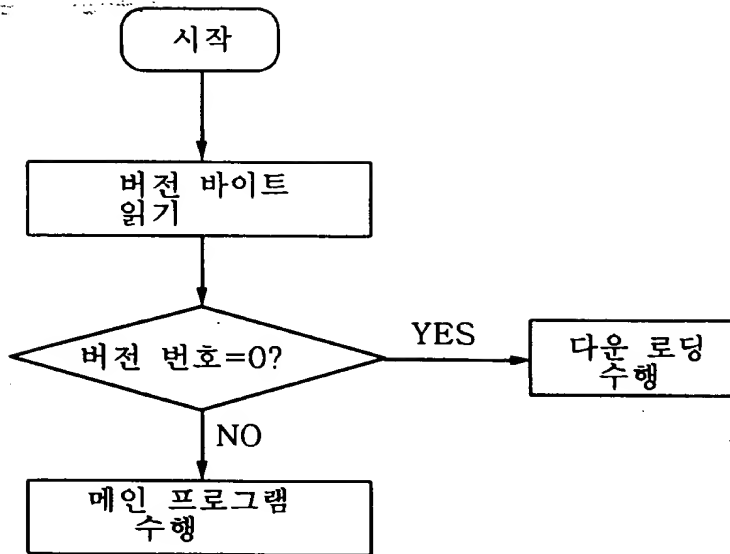 시작
버전 바이트
읽기
버전 번호=0?
YES
다운 로딩
수행
NO
메인 프로그램
수행